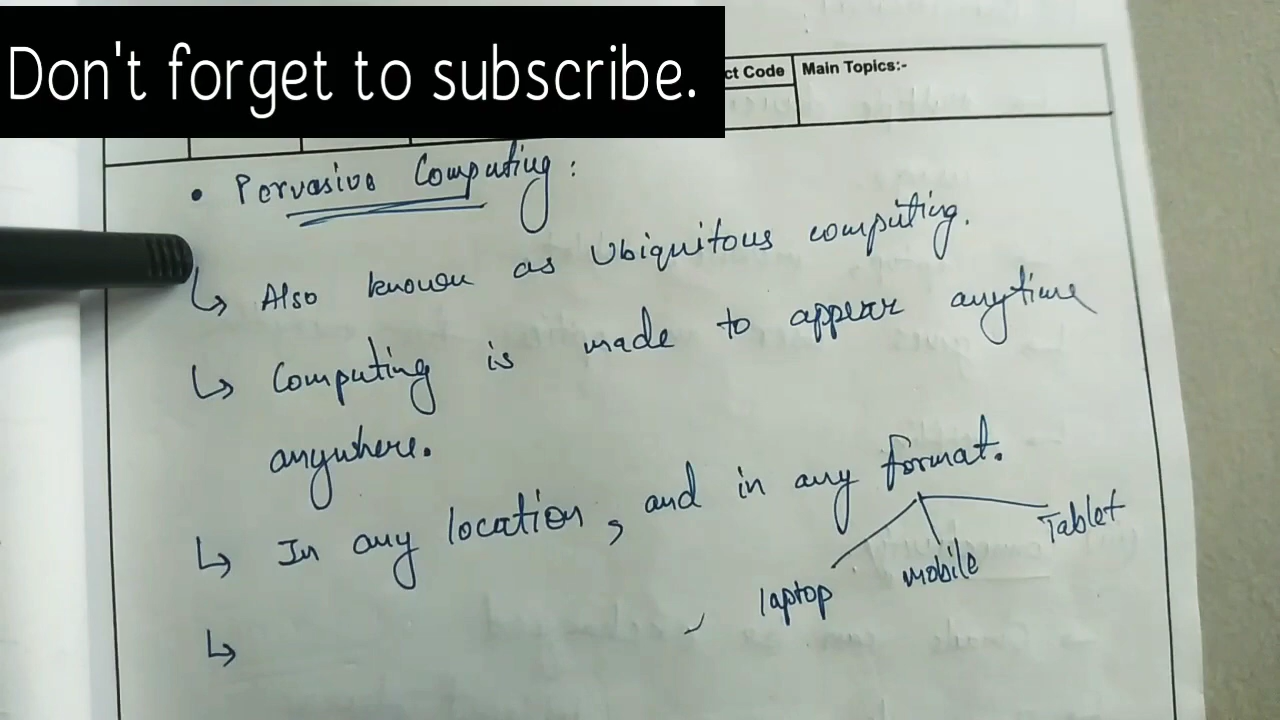 Don't forget to subscribe.
ct Code
Main Topics:-
• Pervasive Computing:
↳ Also known as Ubiquitous computing.
↳ Computing is made to appear anytime
anywhere.
↳ In any location, and in any format.
laptop mobile Tablet
↳